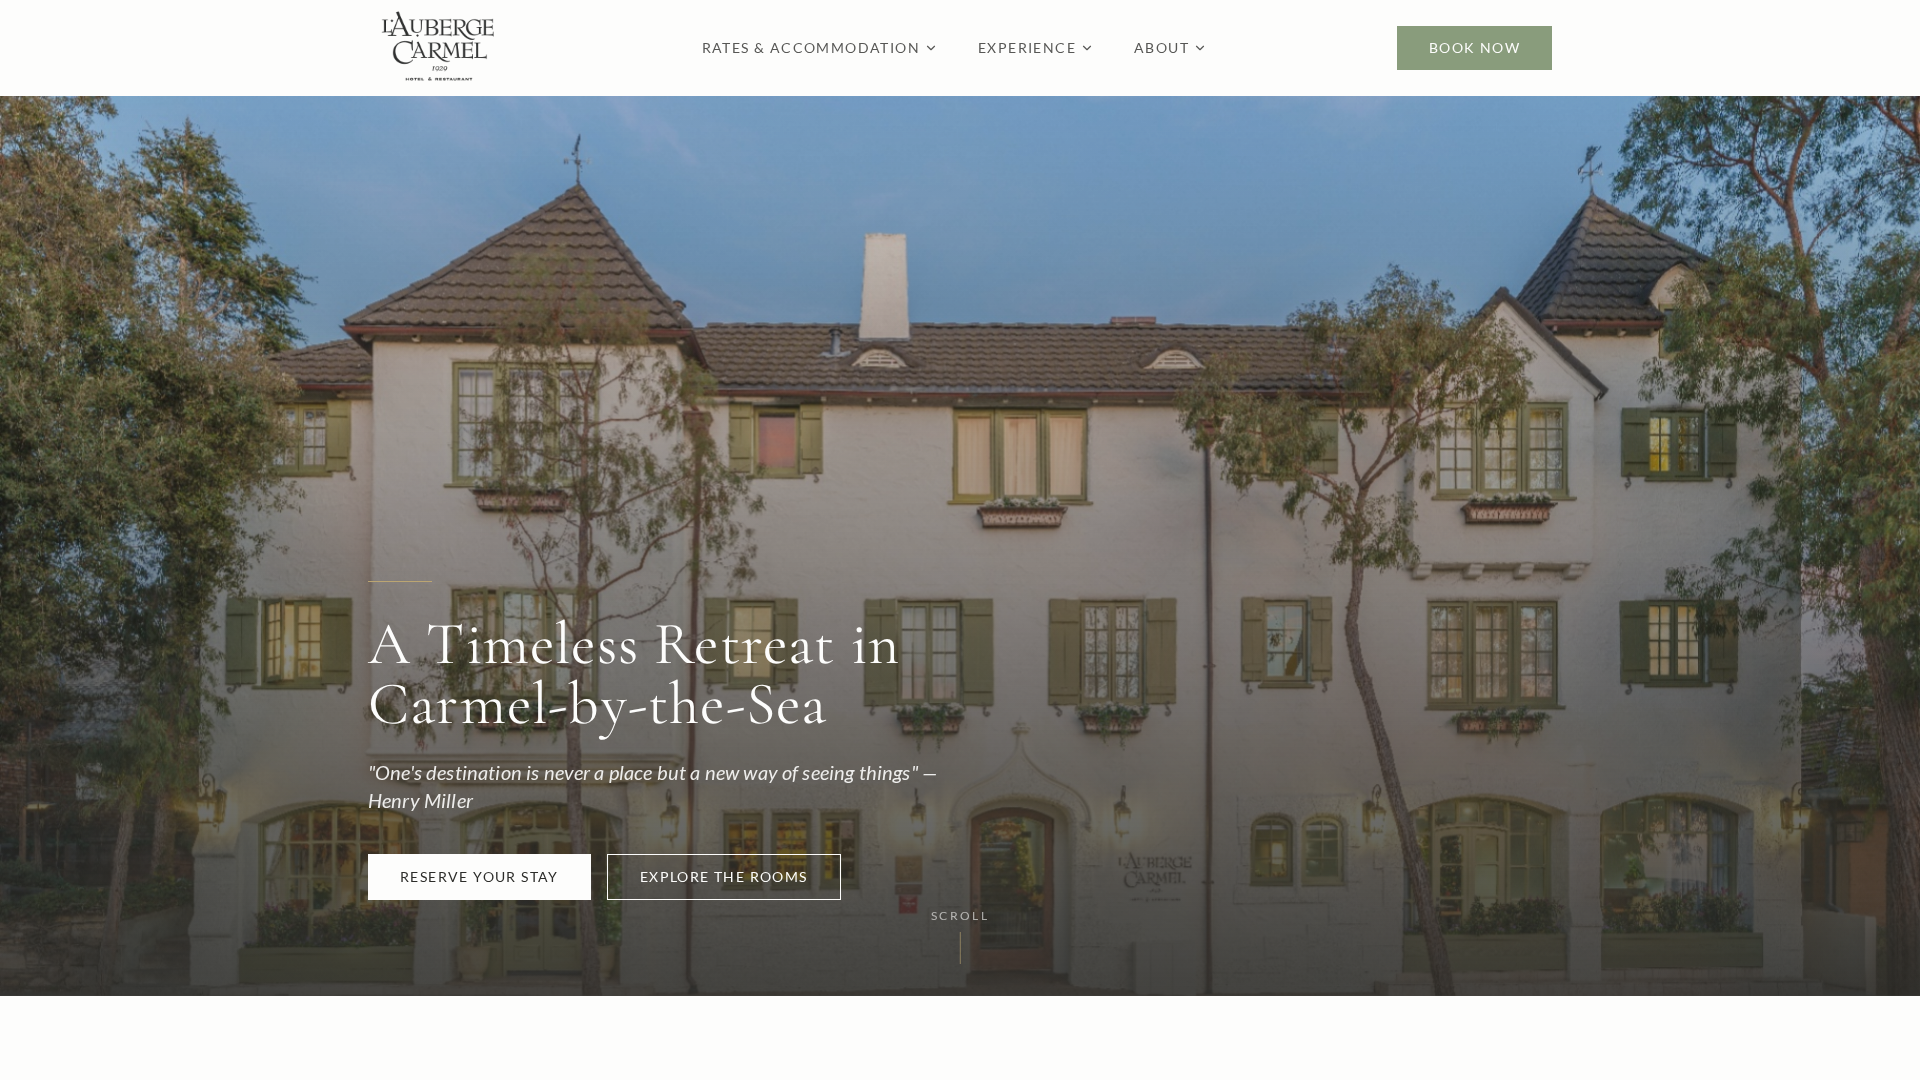 L'AUBERGE
CARMEL
1929
HOTEL & RESTAURANT
RATES & ACCOMMODATION
EXPERIENCE
ABOUT
BOOK NOW
A Timeless Retreat in
Carmel-by-the-Sea
"One's destination is never a place but a new way of seeing things" —
Henry Miller
RESERVE YOUR STAY
EXPLORE THE ROOMS
L'AUBERGE
CARMEL
SCROLL